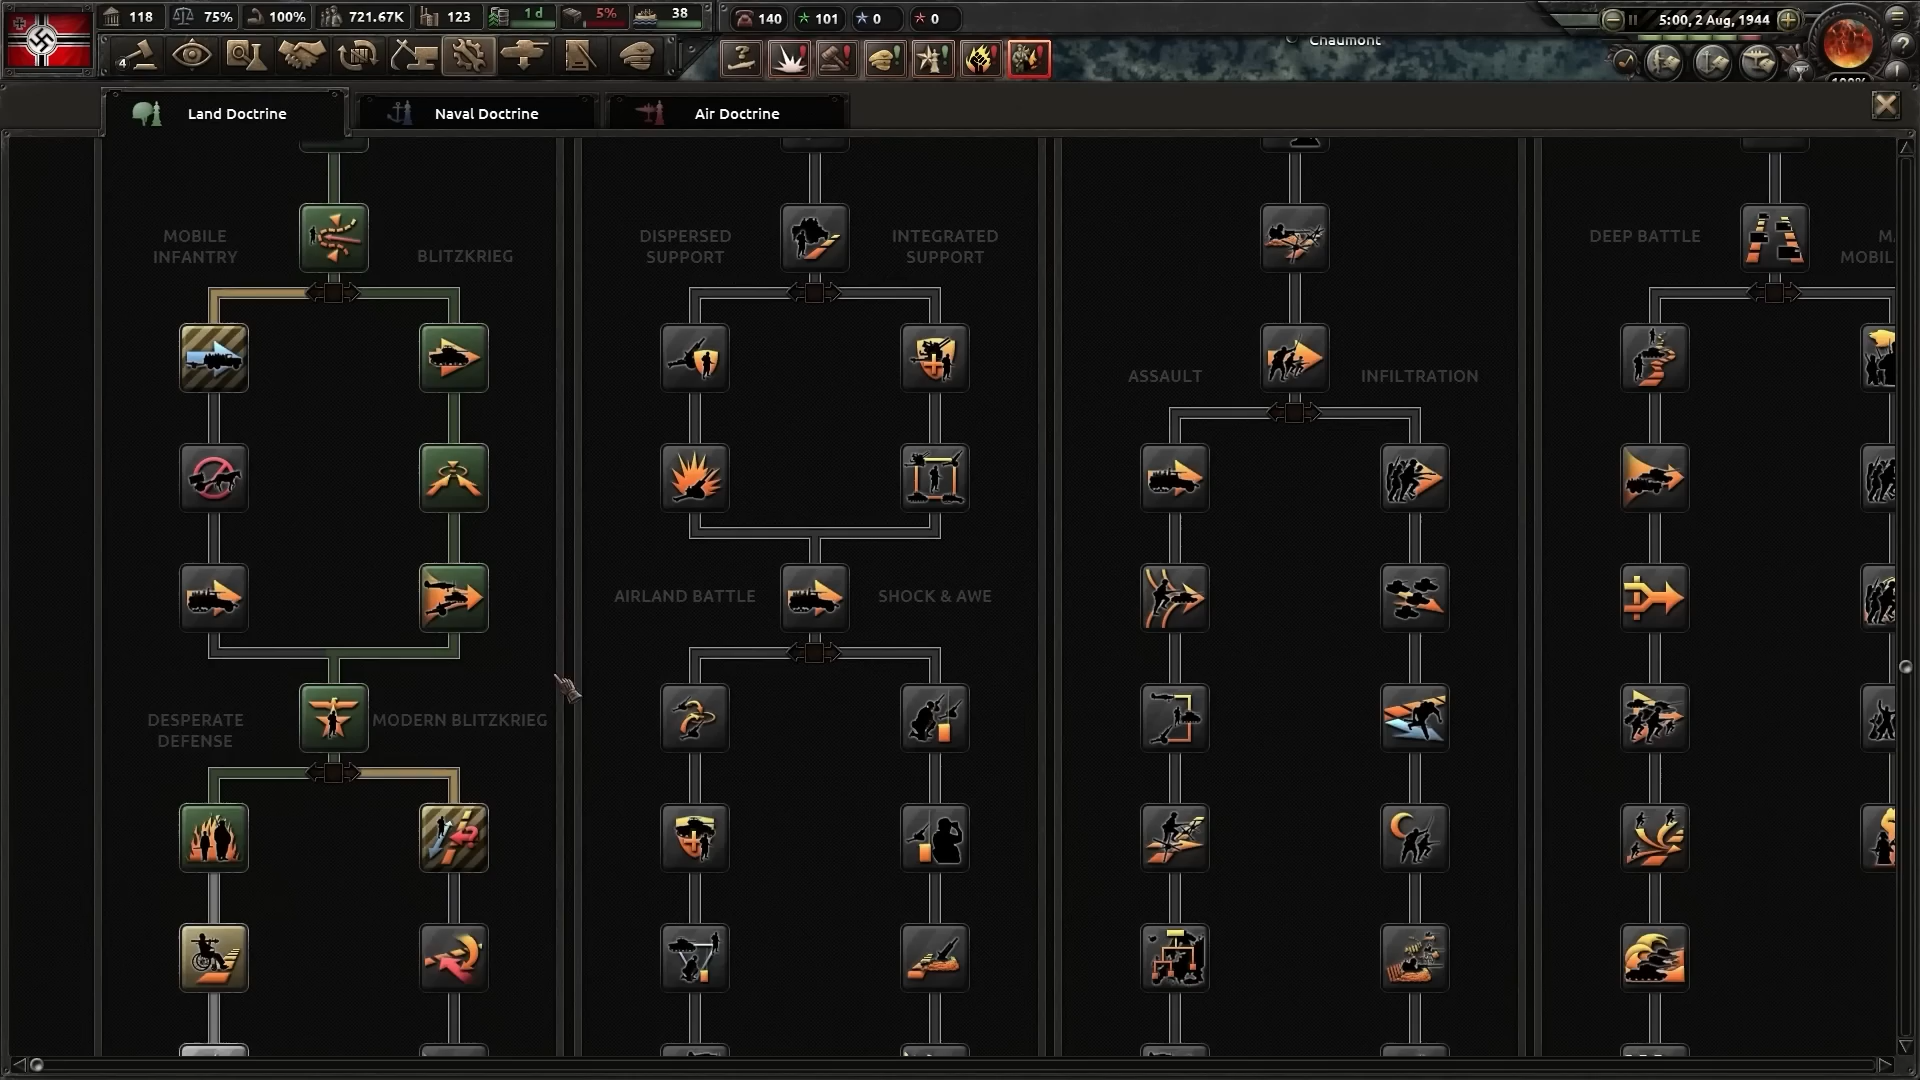 118 75% 100% 721.67K 123 1 d 5% 38 140 101 0 0 5:00, 2 Aug, 1944
4
Chaumont
Land Doctrine Naval Doctrine Air Doctrine
MOBILE INFANTRY
BLITZKRIEG
DISPERSED SUPPORT
INTEGRATED SUPPORT
DEEP BATTLE
ASSAULT
INFILTRATION
AIRLAND BATTLE
SHOCK & AWE
DESPERATE DEFENSE
MODERN BLITZKRIEG